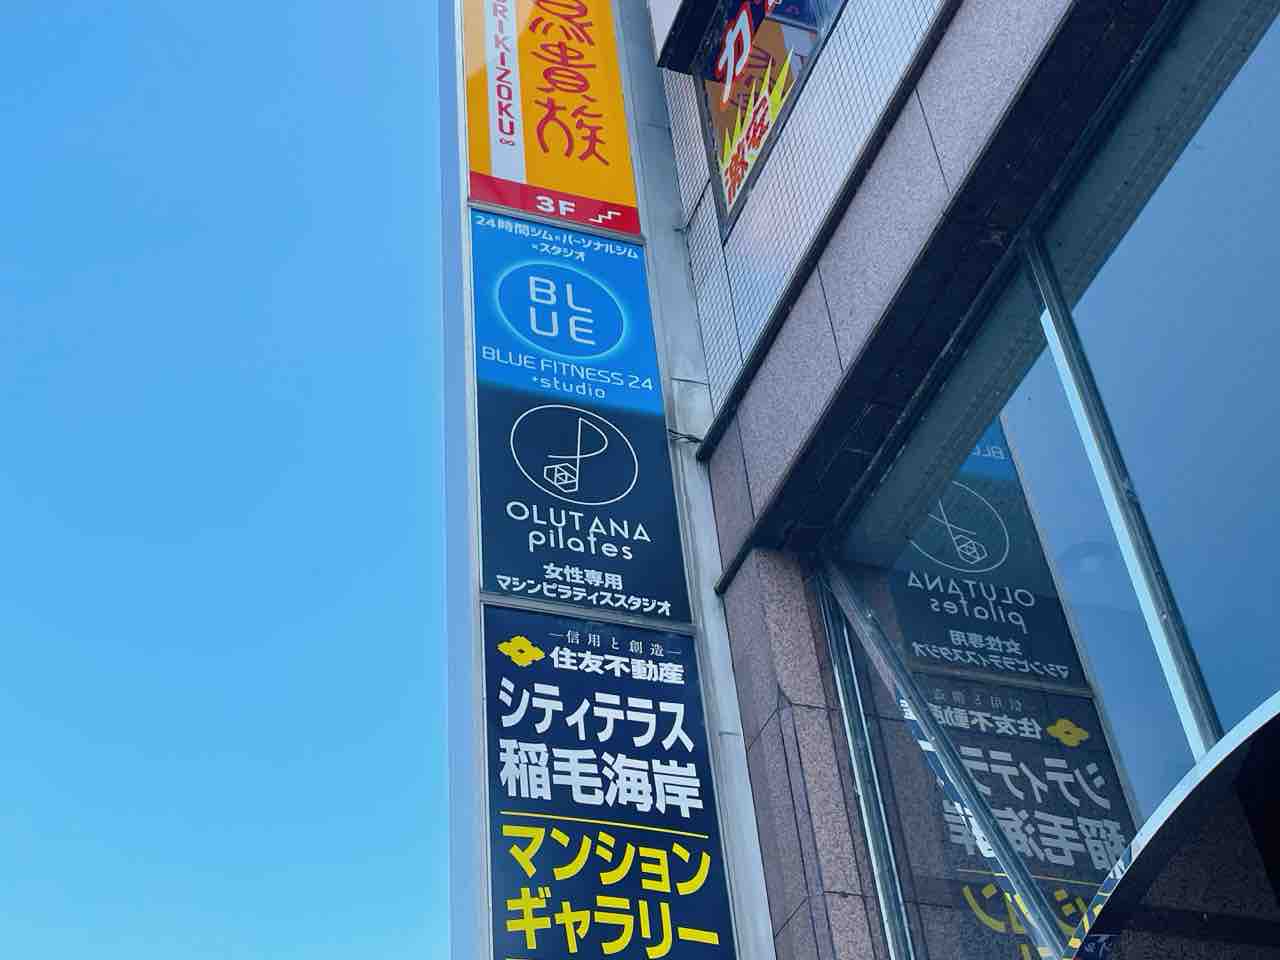 貴族
RIKIZOKU
3F
24時間ジム×パーソナルジム
×スタジオ
BL
UE
BLUE FITNESS 24
+studio
OLUTANA
pilates
女性専用
マシンピラティススタジオ
―信用と創造―
住友不動産
シティテラス
稲毛海岸
マンション
ギャラリー
カ
激安